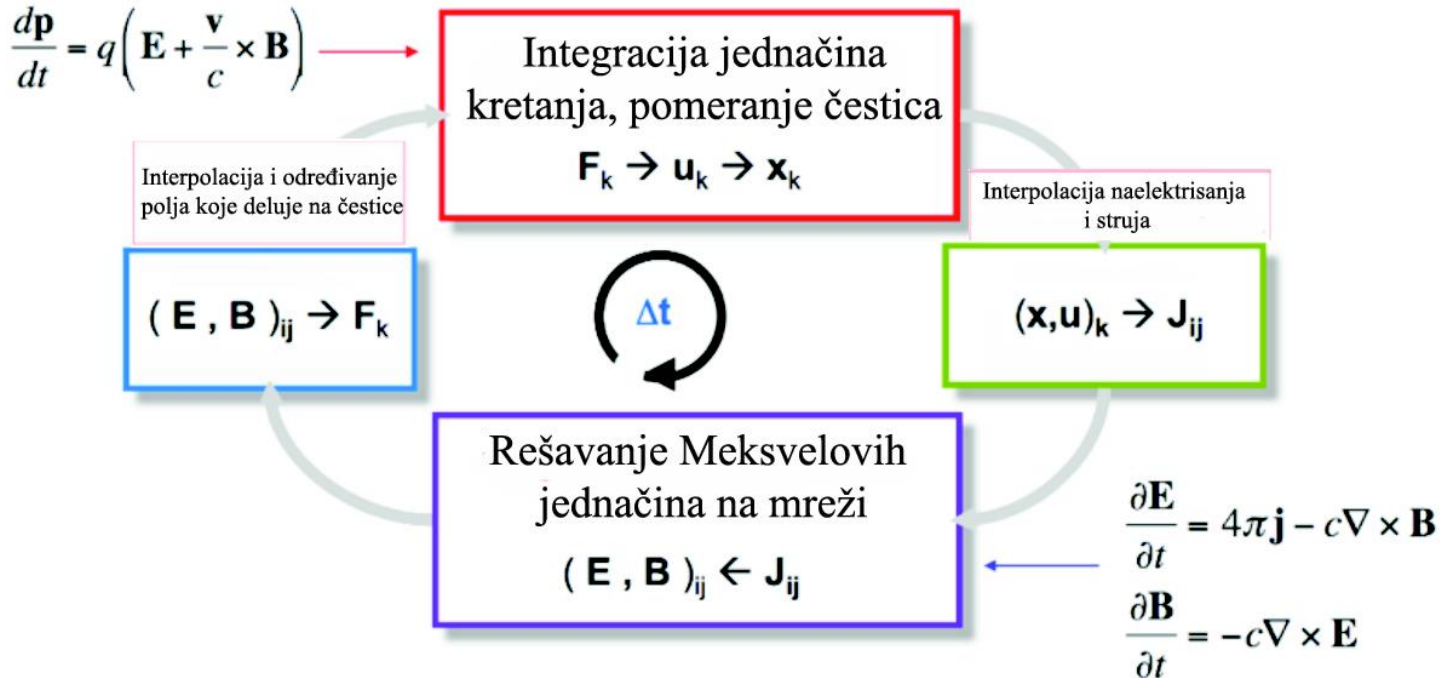 dp/dt = q(E + v/c × B)
Integracija jednačina
kretanja, pomeranje čestica
F_k → u_k → x_k
Interpolacija i određivanje
polja koje deluje na čestice
Interpolacija naelektrisanja
i struja
( E , B )_ij → F_k
Δt
(x,u)_k → J_ij
Rešavanje Meksvelovih
jednačina na mreži
( E , B )_ij ← J_ij
∂E/∂t = 4πj − c∇ × B
∂B/∂t = −c∇ × E